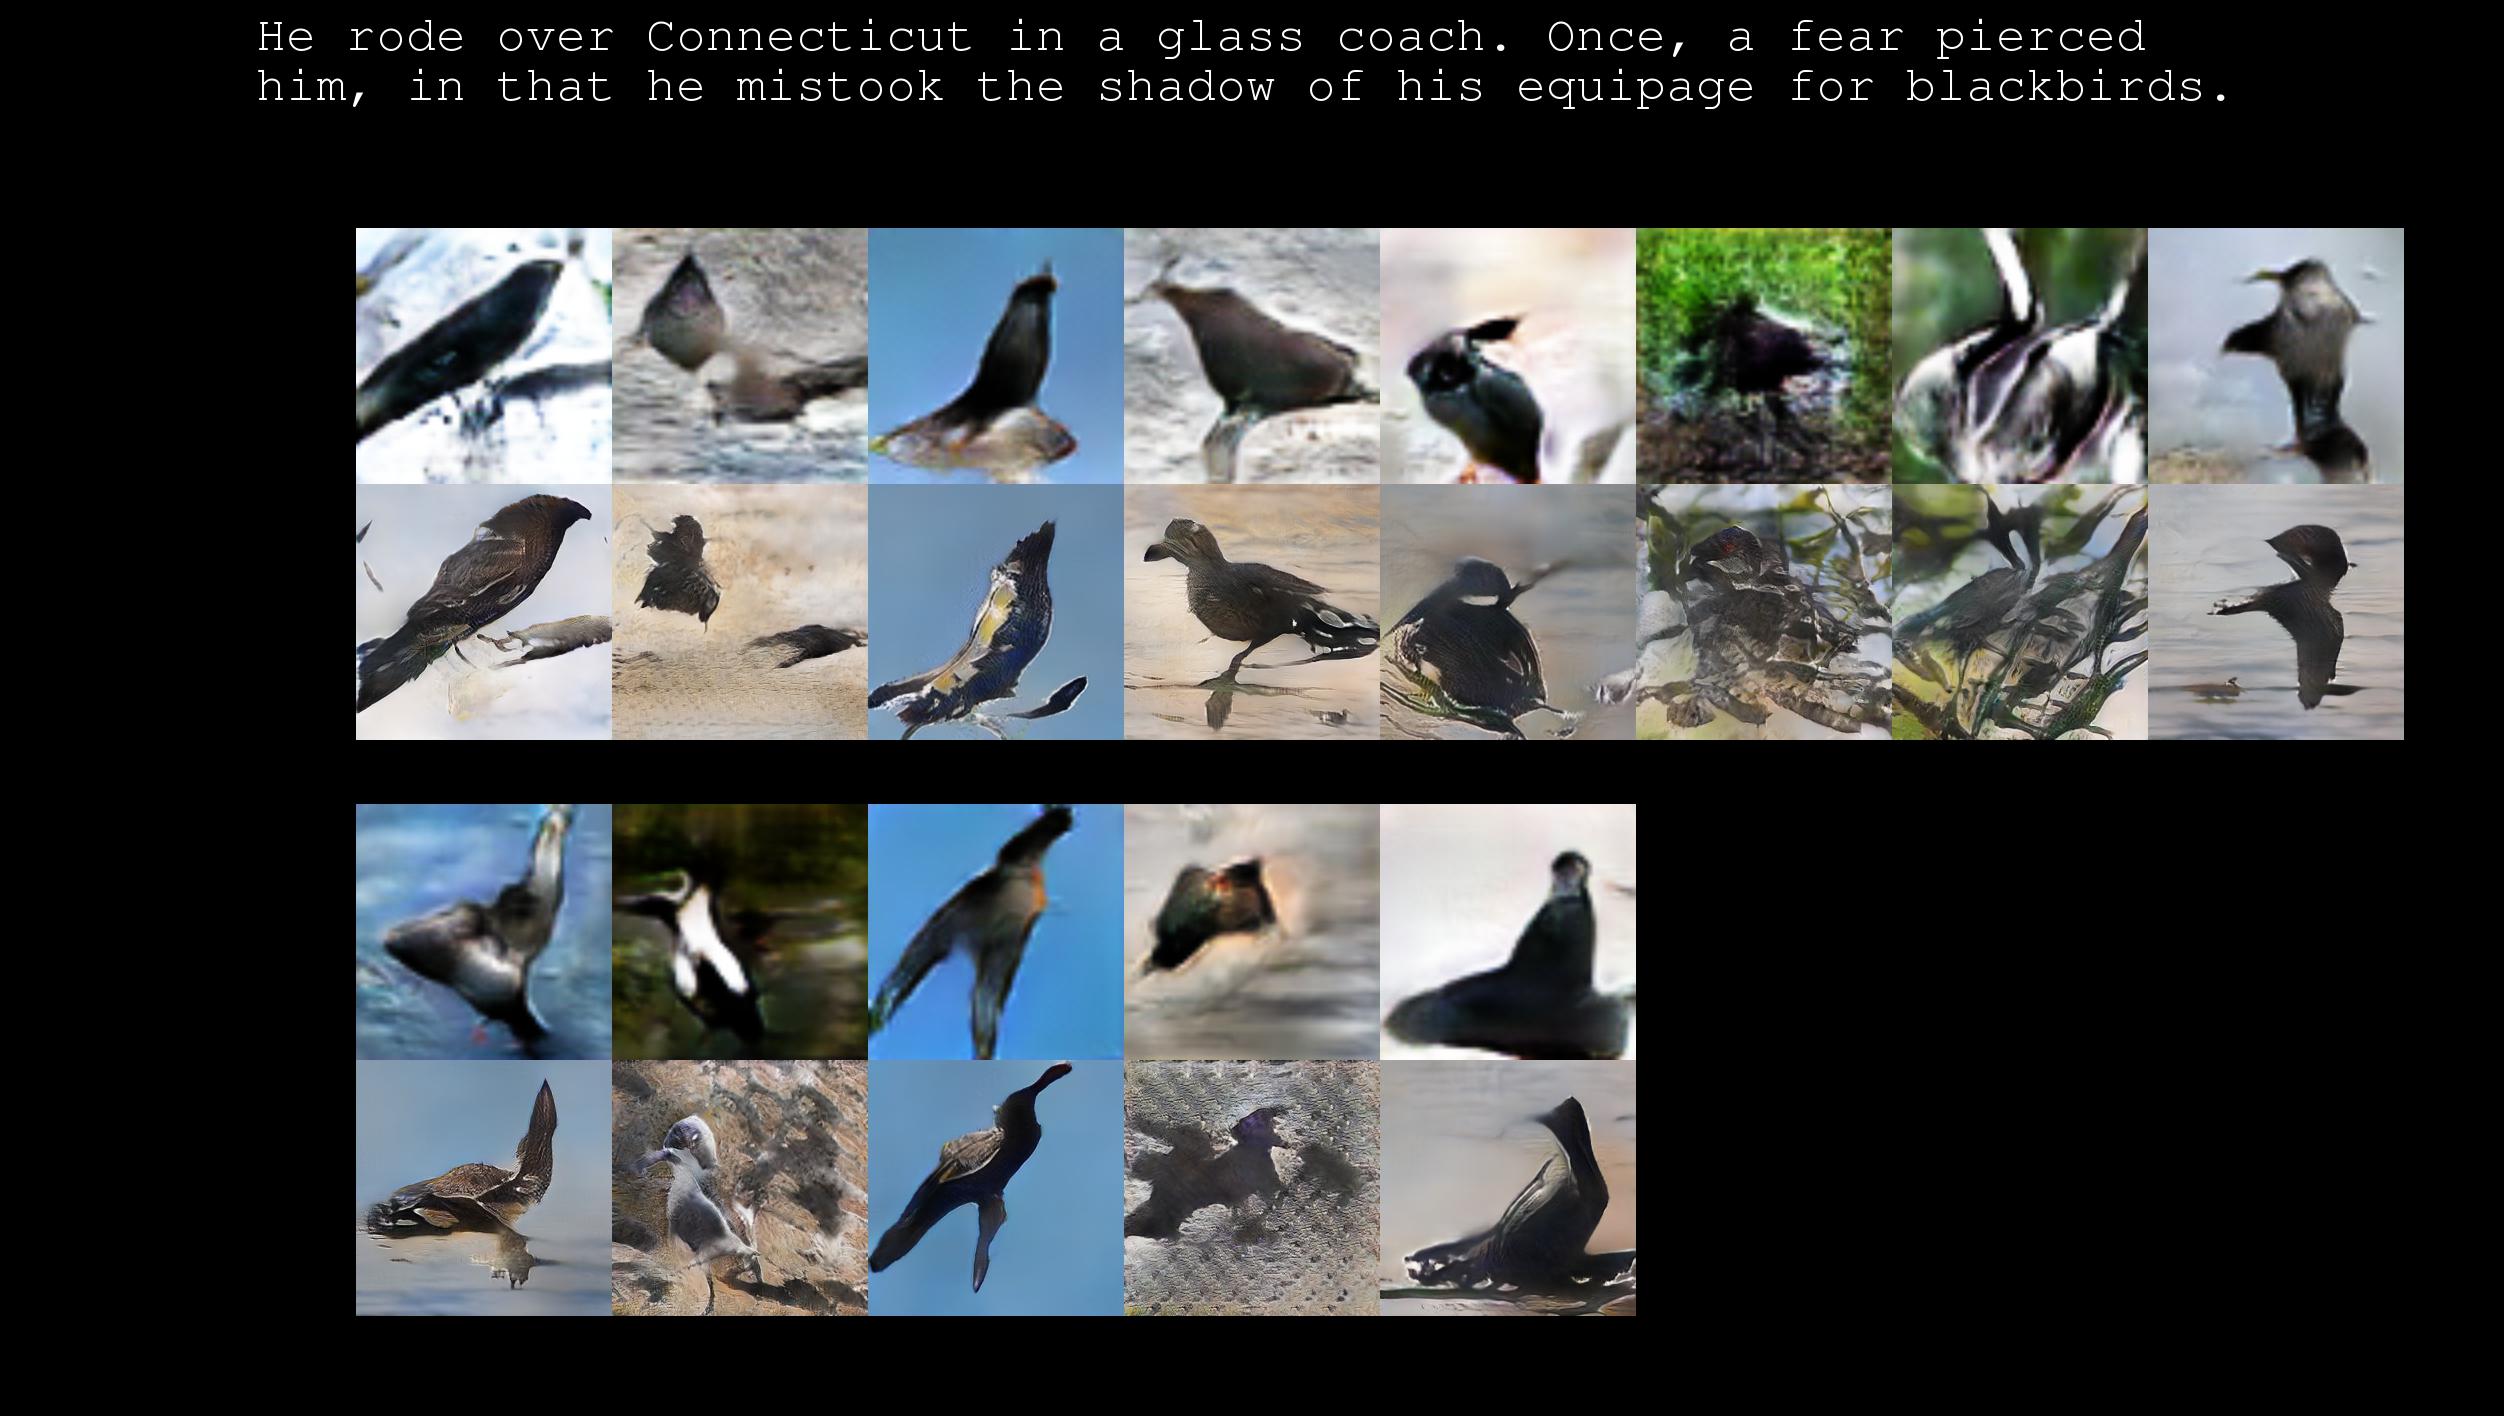 He rode over Connecticut in a glass coach. Once, a fear pierced
him, in that he mistook the shadow of his equipage for blackbirds.